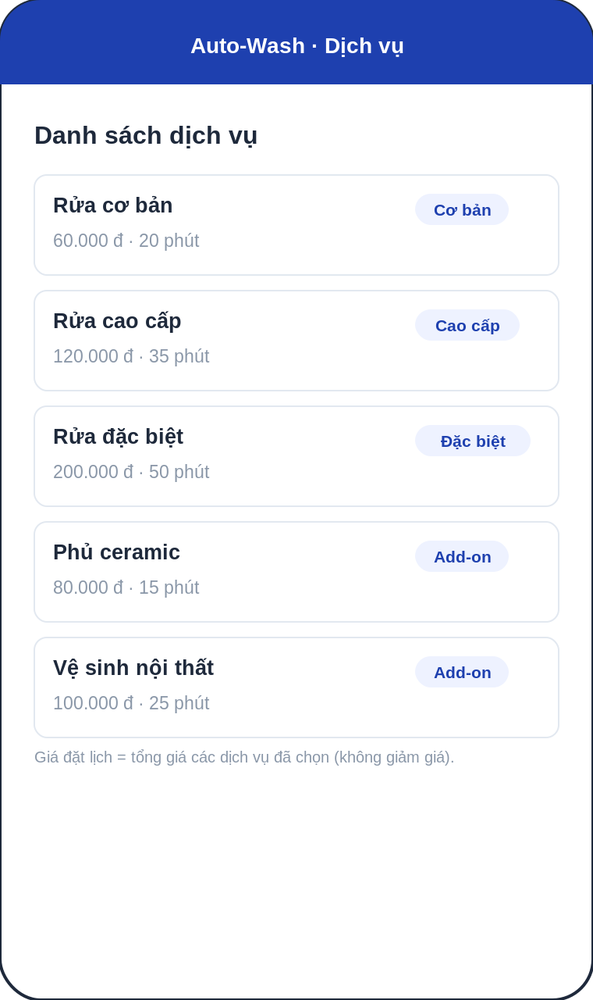 Auto-Wash · Dịch vụ
Danh sách dịch vụ
Rửa cơ bản
Cơ bản
60.000 đ · 20 phút
Rửa cao cấp
Cao cấp
120.000 đ · 35 phút
Rửa đặc biệt
Đặc biệt
200.000 đ · 50 phút
Phủ ceramic
Add-on
80.000 đ · 15 phút
Vệ sinh nội thất
Add-on
100.000 đ · 25 phút
Giá đặt lịch = tổng giá các dịch vụ đã chọn (không giảm giá).